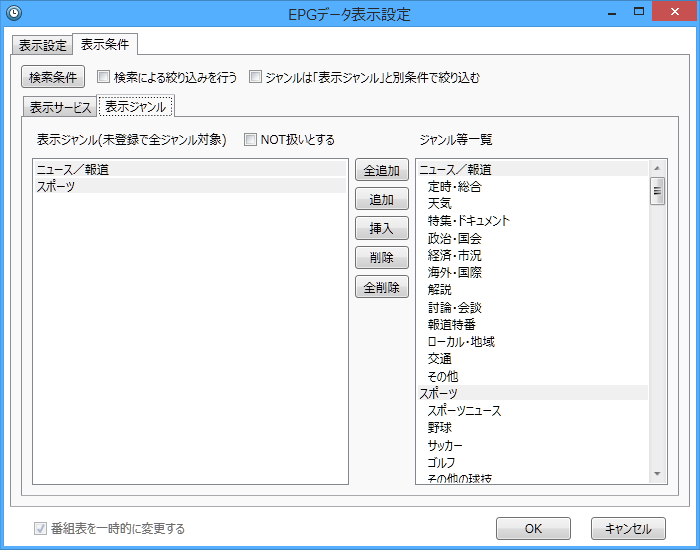 EPGデータ表示設定
表示設定 表示条件
検索条件 検索による絞り込みを行う ジャンルは「表示ジャンル」と別条件で絞り込む
表示サービス 表示ジャンル
表示ジャンル(未登録で全ジャンル対象) NOT扱いとする ジャンル等一覧
ニュース／報道
スポーツ
全追加
追加
挿入
削除
全削除
ニュース／報道
定時・総合
天気
特集・ドキュメント
政治・国会
経済・市況
海外・国際
解説
討論・会談
報道特番
ローカル・地域
交通
その他
スポーツ
スポーツニュース
野球
サッカー
ゴルフ
その他の球技
番組表を一時的に変更する OK キャンセル